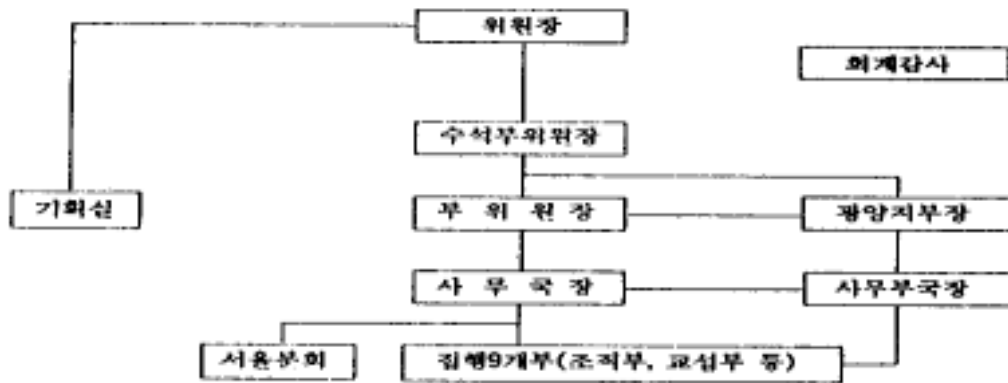 위원장
회계감사
수석부위원장
기획실
부 위 원 장
광양지부장
사 무 국 장
사무부국장
서울분회
집행9개부(조직부, 교섭부 등)